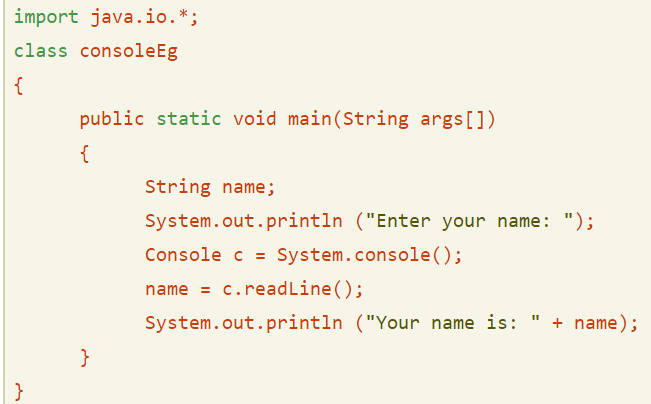 import java.io.*;
class consoleEg
{
public static void main(String args[])
{
String name;
System.out.println ("Enter your name: ");
Console c = System.console();
name = c.readLine();
System.out.println ("Your name is: " + name);
}
}